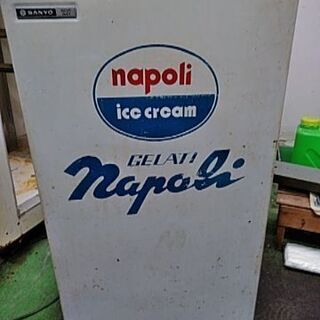 SANYO
napoli
ice cream
GELATI
Napoli